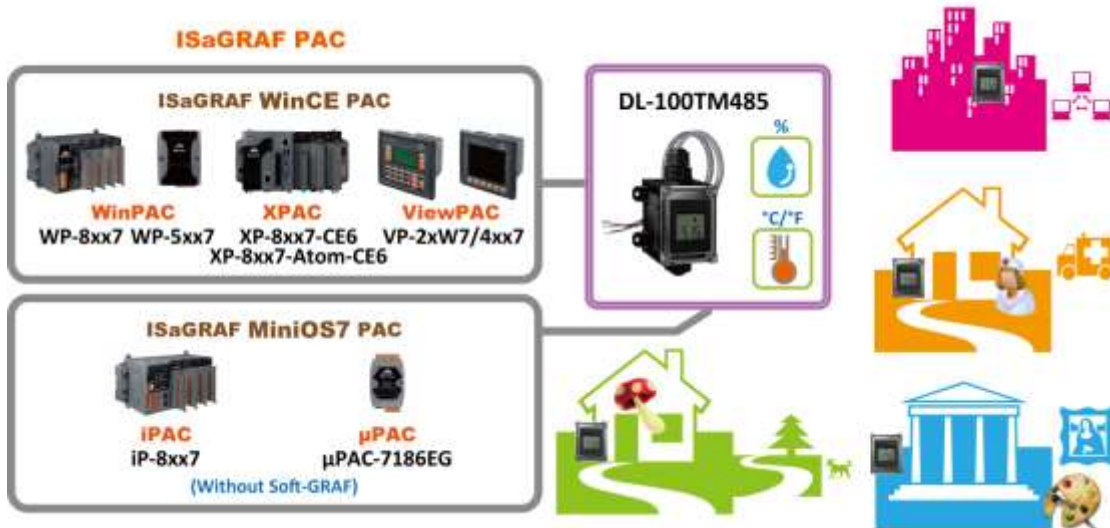 ISaGRAF PAC
ISaGRAF WinCE PAC
WinPAC
WP-8xx7 WP-5xx7
XPAC
XP-8xx7-CE6
XP-8xx7-Atom-CE6
ViewPAC
VP-2xW7/4xx7
DL-100TM485
%
°C/°F
ISaGRAF MiniOS7 PAC
iPAC
iP-8xx7
µPAC
µPAC-7186EG
(Without Soft-GRAF)